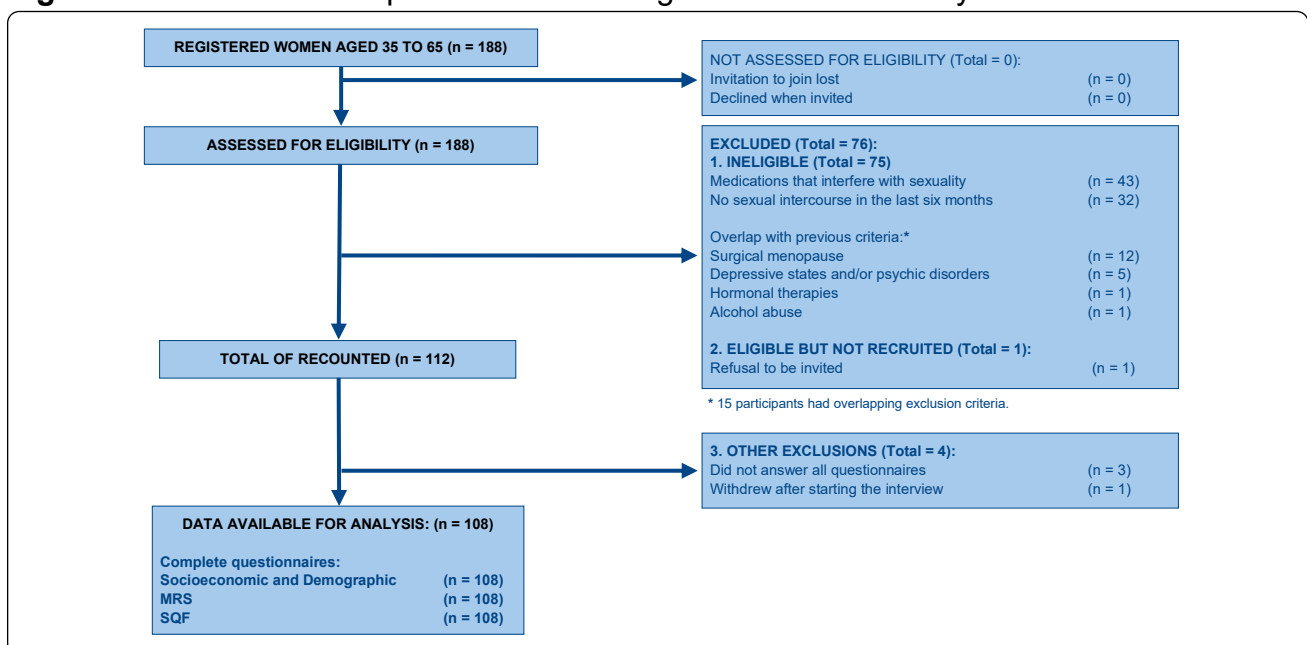 REGISTERED WOMEN AGED 35 TO 65 (n = 188)
NOT ASSESSED FOR ELIGIBILITY (Total = 0):
Invitation to join lost (n = 0)
Declined when invited (n = 0)
ASSESSED FOR ELIGIBILITY (n = 188)
EXCLUDED (Total = 76):
1. INELIGIBLE (Total = 75)
Medications that interfere with sexuality (n = 43)
No sexual intercourse in the last six months (n = 32)
Overlap with previous criteria:*
Surgical menopause (n = 12)
Depressive states and/or psychic disorders (n = 5)
Hormonal therapies (n = 1)
Alcohol abuse (n = 1)
2. ELIGIBLE BUT NOT RECRUITED (Total = 1):
Refusal to be invited (n = 1)
TOTAL OF RECOUNTED (n = 112)
* 15 participants had overlapping exclusion criteria.
3. OTHER EXCLUSIONS (Total = 4):
Did not answer all questionnaires (n = 3)
Withdrew after starting the interview (n = 1)
DATA AVAILABLE FOR ANALYSIS: (n = 108)
Complete questionnaires:
Socioeconomic and Demographic (n = 108)
MRS (n = 108)
SQF (n = 108)